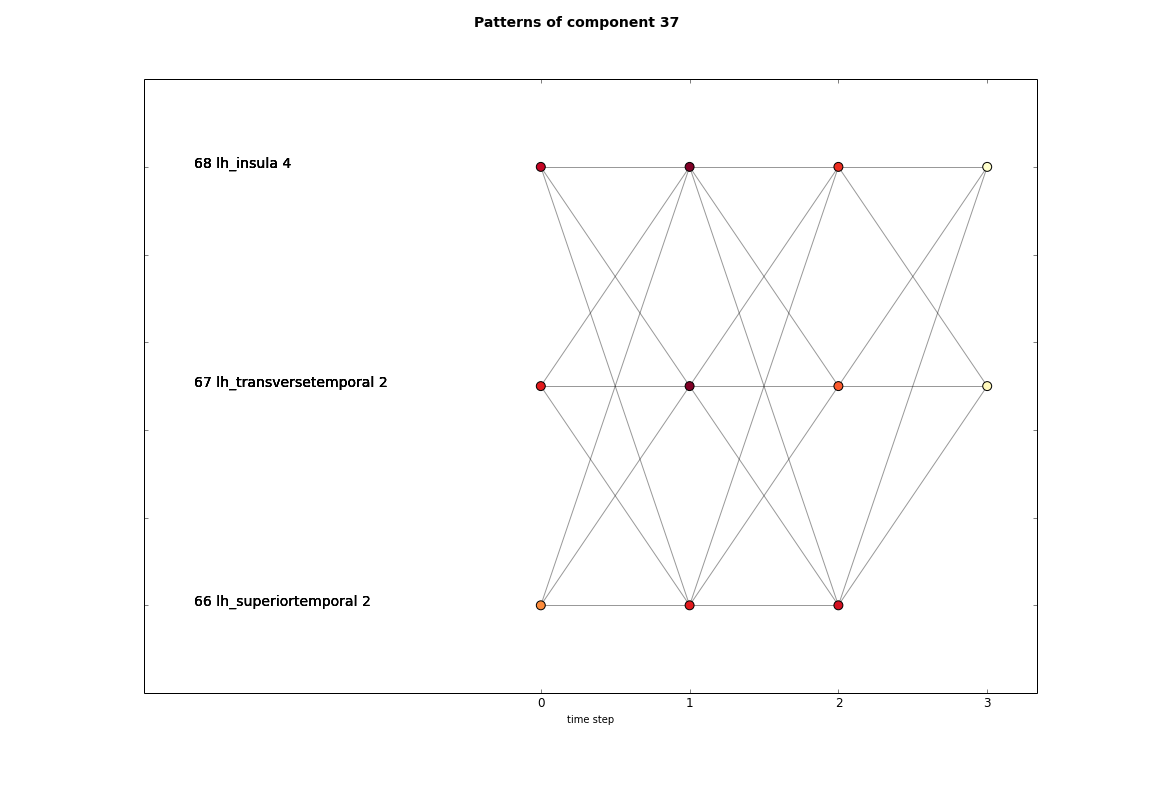 Patterns of component 37
68 lh_insula 4
67 lh_transversetemporal 2
66 lh_superiortemporal 2
0 1 2 3
time step